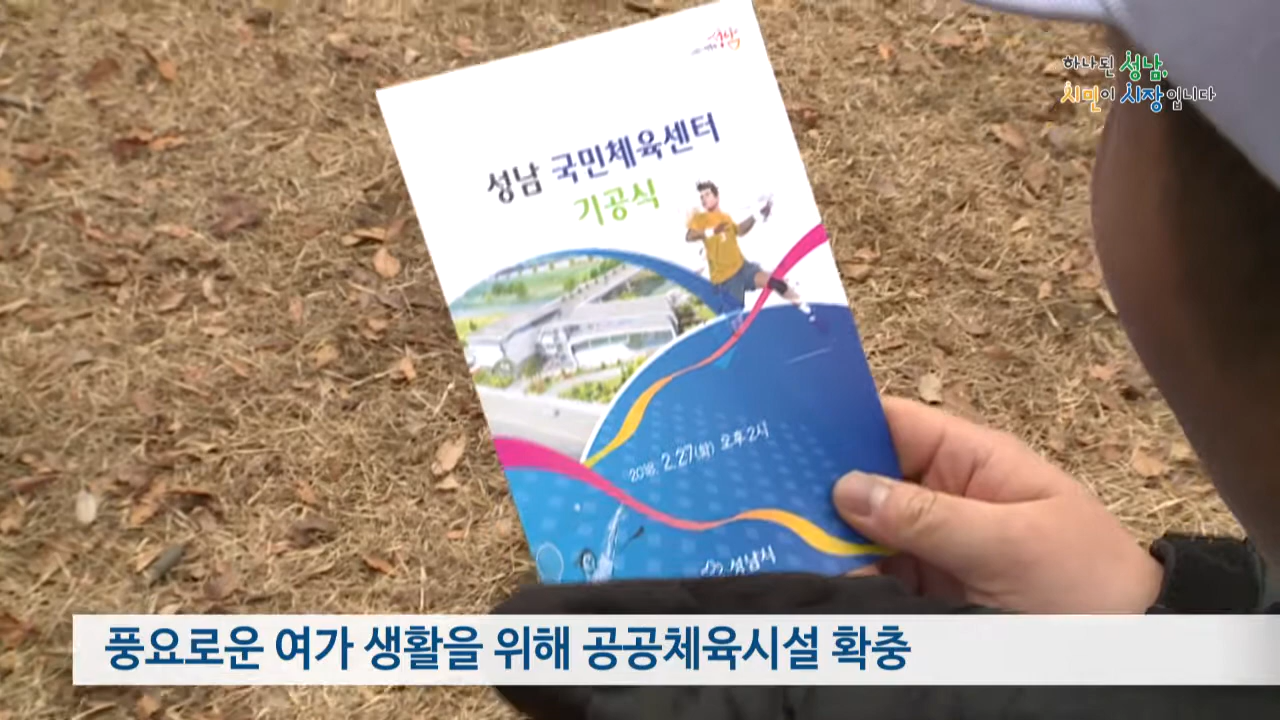 하나된 성남,
시민이 시장입니다
성남
성남 국민체육센터
기공식
2018. 2. 27(화) 오후 2시
성남시
풍요로운 여가 생활을 위해 공공체육시설 확충